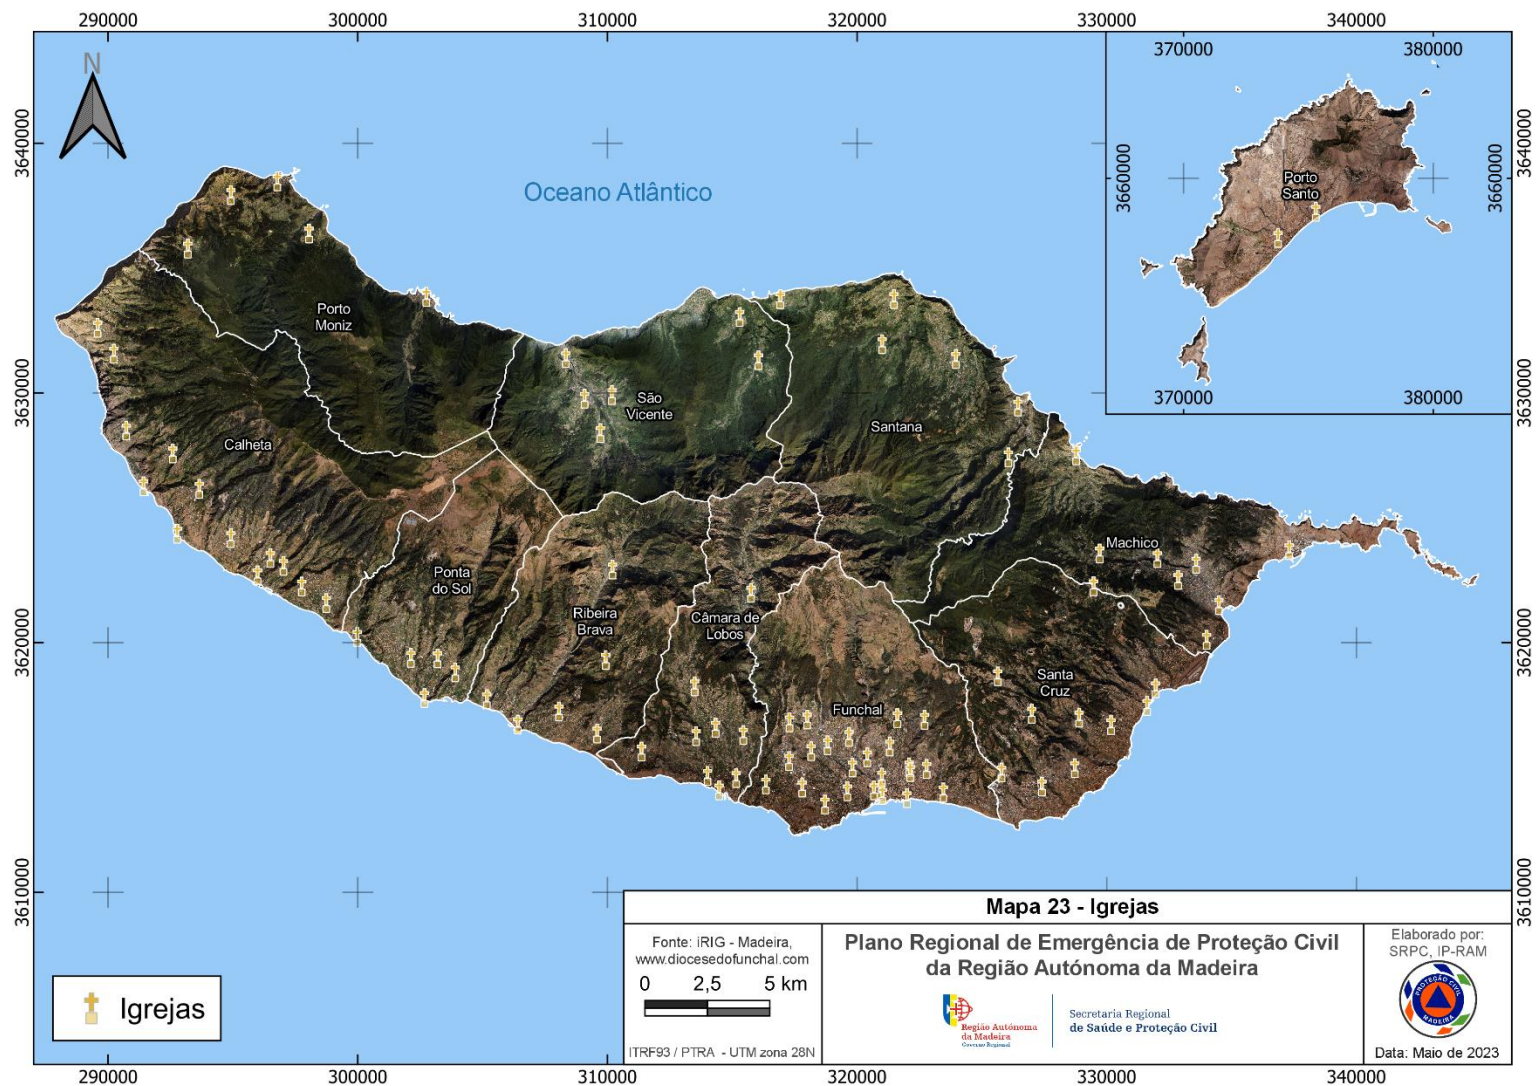 290000
300000
310000
320000
330000
340000
370000
380000
N
3640000
3640000
3660000
3660000
Porto
Santo
Oceano Atlântico
Porto
Moniz
3630000
3630000
370000
380000
São
Vicente
Santana
Calheta
Machico
Ponta
do Sol
Ribeira
Brava
Câmara de
Lobos
3620000
3620000
Santa
Cruz
Funchal
3610000
3610000
Igrejas
Mapa 23 - Igrejas
Fonte: iRIG - Madeira,
www.diocesedofunchal.com
0 2,5 5 km
ITRF93 / PTRA - UTM zona 28N
Plano Regional de Emergência de Proteção Civil
da Região Autónoma da Madeira
Região Autónoma
da Madeira
Governo Regional
Secretaria Regional
de Saúde e Proteção Civil
Elaborado por:
SRPC, IP-RAM
PROTEÇÃO CIVIL
MADEIRA
Data: Maio de 2023
290000
300000
310000
320000
330000
340000